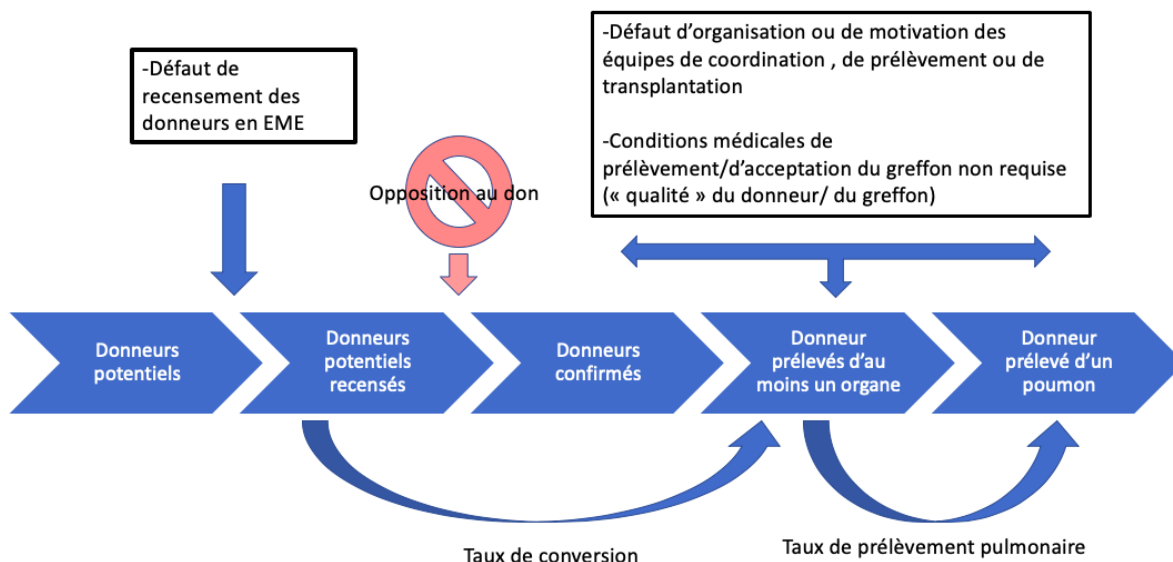 -Défaut de
recensement des
donneurs en EME
-Défaut d’organisation ou de motivation des
équipes de coordination , de prélèvement ou de
transplantation
-Conditions médicales de
prélèvement/d’acceptation du greffon non requise
(« qualité » du donneur/ du greffon)
Opposition au don
Donneurs
potentiels
Donneurs
potentiels
recensés
Donneurs
confirmés
Donneur
prélevés d’au
moins un organe
Donneur
prélevé d’un
poumon
Taux de conversion
Taux de prélèvement pulmonaire